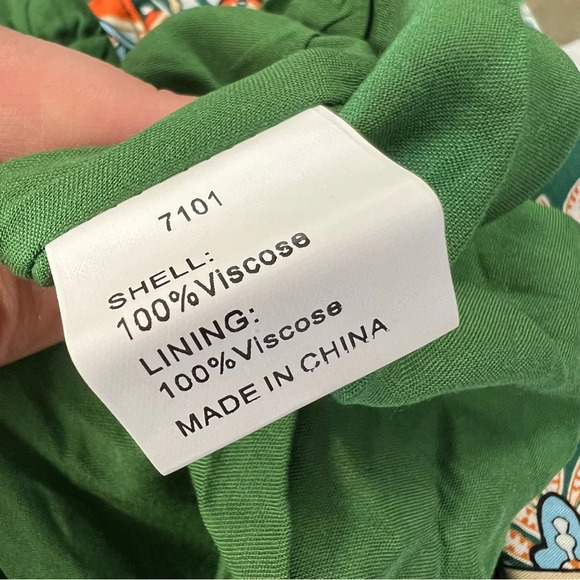 7101
SHELL:
100%Viscose
LINING:
100%Viscose
MADE IN CHINA